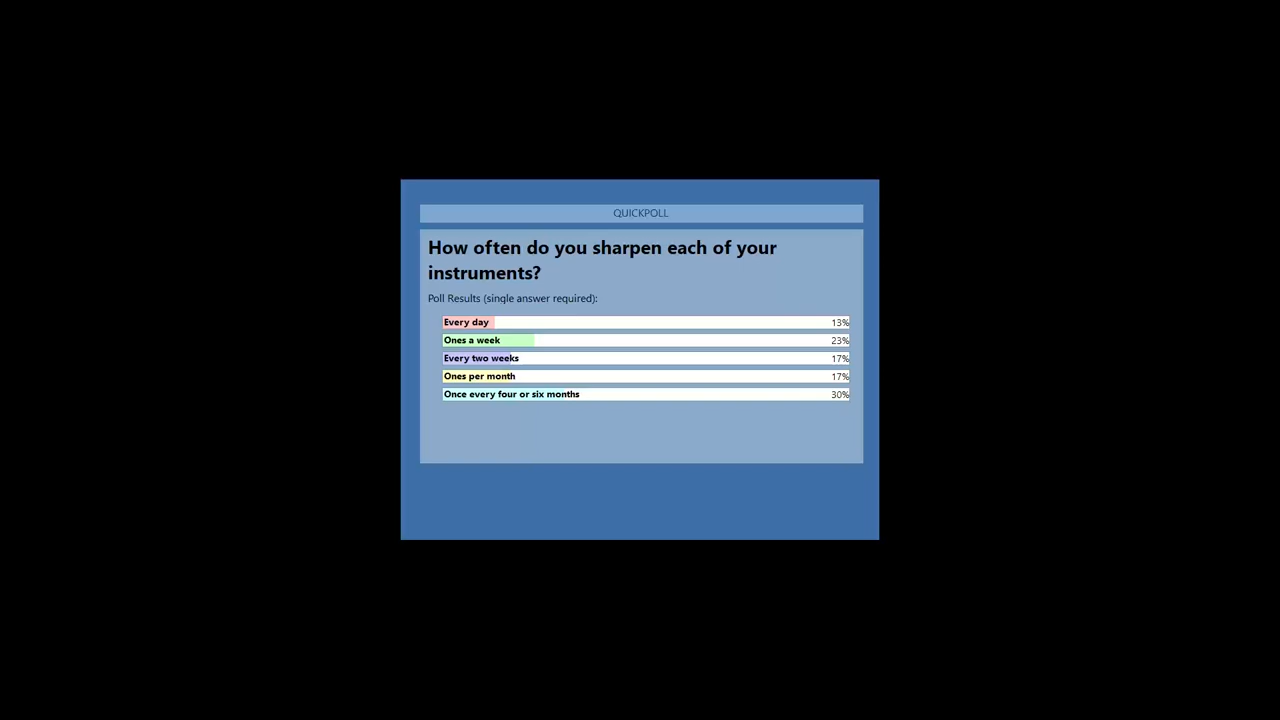 QUICKPOLL
How often do you sharpen each of your
instruments?
Poll Results (single answer required):
Every day 13%
Ones a week 23%
Every two weeks 17%
Ones per month 17%
Once every four or six months 30%